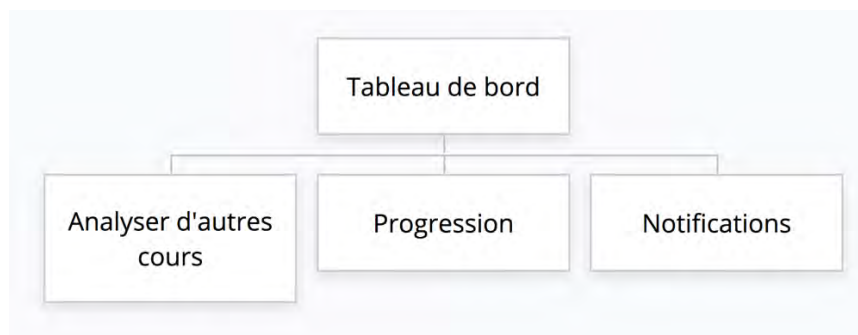 Tableau de bord
Analyser d'autres
cours
Progression
Notifications